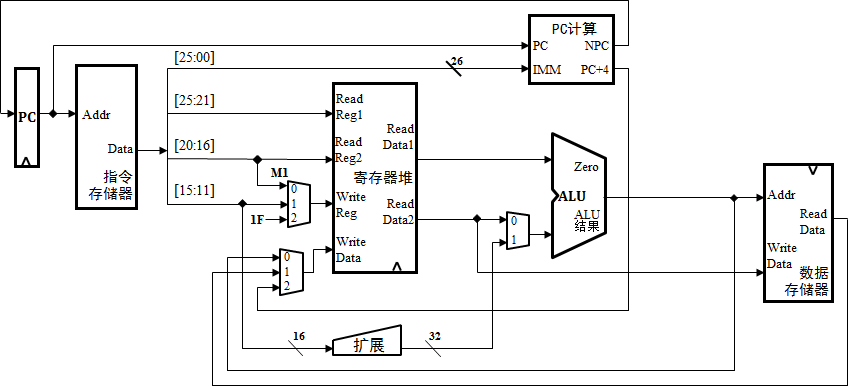 PC计算
PC NPC
IMM PC+4
[25:00]
26
PC
Addr
Data
指令
存储器
[25:21]
[20:16]
[15:11]
M1
0
1
2
1F
0
1
2
Read
Reg1
Read
Reg2
Write
Reg
Write
Data
Read
Data1
寄存器堆
Read
Data2
0
1
Zero
ALU
ALU
结果
Addr
Read
Data
Write
Data
数据
存储器
16
扩展
32